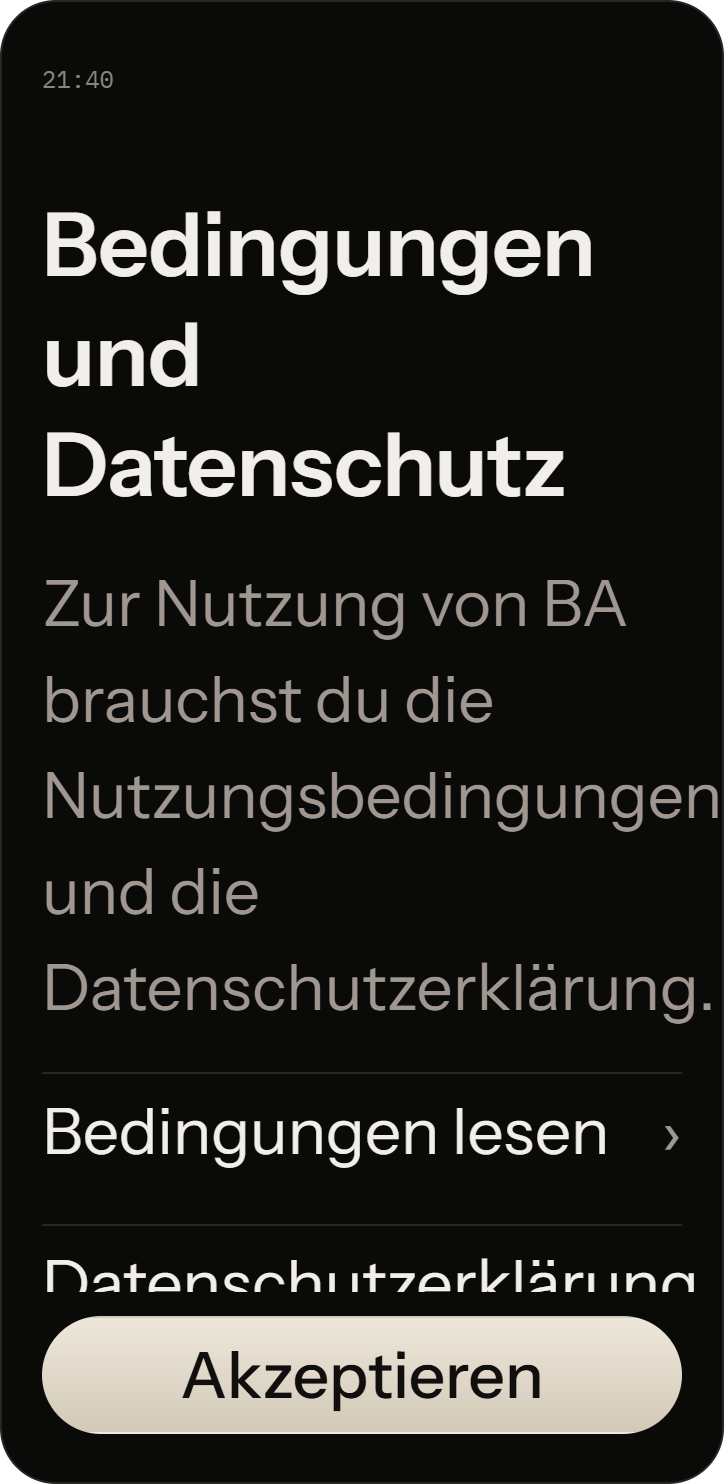 21:40
Bedingungen
und
Datenschutz
Zur Nutzung von BA
brauchst du die
Nutzungsbedingungen
und die
Datenschutzerklärung.
Bedingungen lesen ›
Datenschutzerklärung
Akzeptieren